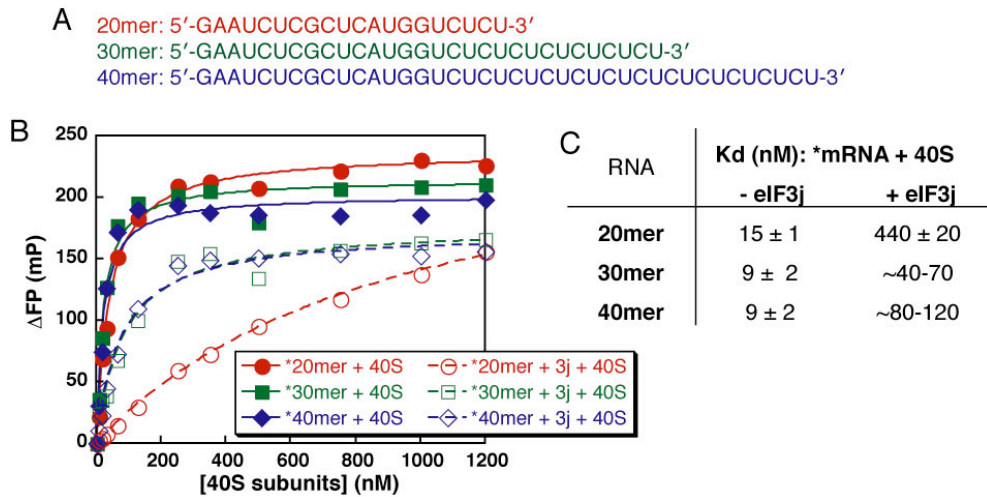 A
20mer: 5′-GAAUCUCGCUCAUGGUCUCU-3′
30mer: 5′-GAAUCUCGCUCAUGGUCUCUCUCUCUCUCU-3′
40mer: 5′-GAAUCUCGCUCAUGGUCUCUCUCUCUCUCUCUCUCUCUCU-3′
B
ΔFP (mP)
250
200
150
100
50
0
0 200 400 600 800 1000 1200
[40S subunits] (nM)
*20mer + 40S *20mer + 3j + 40S
*30mer + 40S *30mer + 3j + 40S
*40mer + 40S *40mer + 3j + 40S
C
RNA Kd (nM): *mRNA + 40S
- eIF3j + eIF3j
20mer 15 ± 1 440 ± 20
30mer 9 ± 2 ~40-70
40mer 9 ± 2 ~80-120